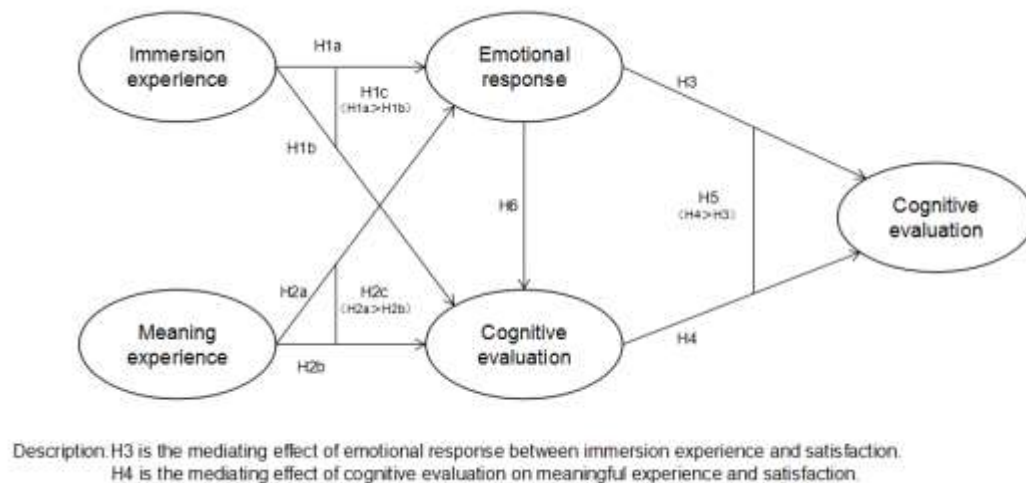 Immersion
experience
H1a
Emotional
response
H1c
(H1a>H1b)
H3
H1b
H6
H5
(H4>H3)
Cognitive
evaluation
H2a
H2c
(H2a>H2b)
Meaning
experience
H2b
Cognitive
evaluation
H4
Description:H3 is the mediating effect of emotional response between immersion experience and satisfaction.
H4 is the mediating effect of cognitive evaluation on meaningful experience and satisfaction.